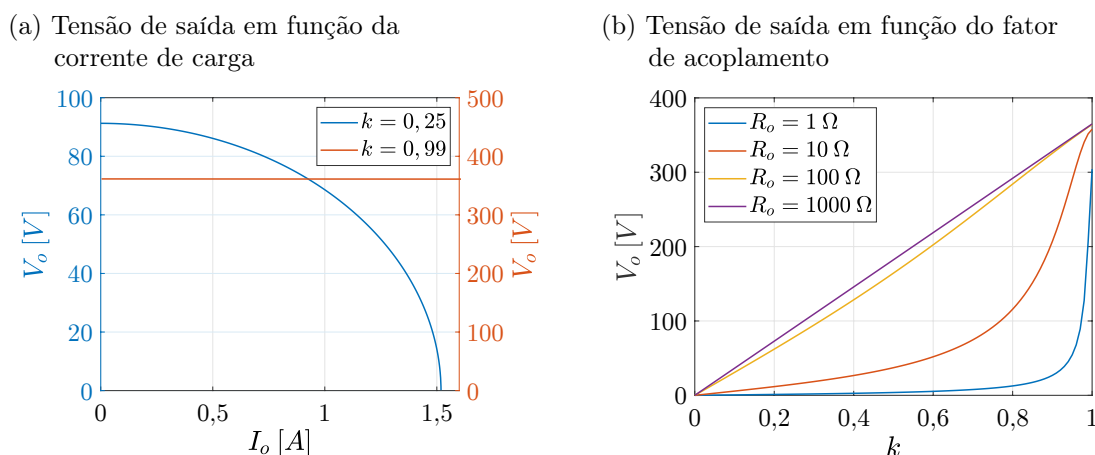 (a) Tensão de saída em função da
corrente de carga
100
80
60
40
20
0
V_o [V]
500
400
300
200
100
0
V_o [V]
k = 0, 25
k = 0, 99
0
0,5
1
1,5
I_o [A]
(b) Tensão de saída em função do fator
de acoplamento
400
300
200
100
0
V_o [V]
R_o = 1 Ω
R_o = 10 Ω
R_o = 100 Ω
R_o = 1000 Ω
0
0,2
0,4
0,6
0,8
1
k